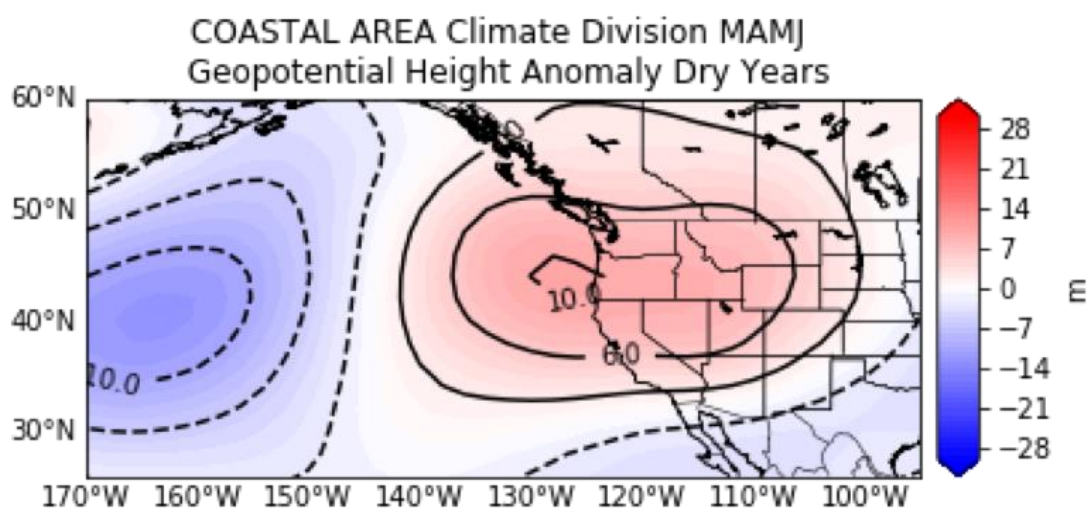 COASTAL AREA Climate Division MAMJ
Geopotential Height Anomaly Dry Years
60°N
50°N
40°N
30°N
170°W 160°W 150°W 140°W 130°W 120°W 110°W 100°W
10.0
10.0
6.0
28
21
14
7
0
−7
−14
−21
−28
m